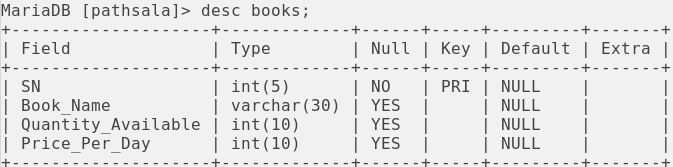 MariaDB [pathsala]> desc books;
+--------------------+-------------+------+-----+---------+-------+
| Field              | Type        | Null | Key | Default | Extra |
+--------------------+-------------+------+-----+---------+-------+
| SN                 | int(5)      | NO   | PRI | NULL    |       |
| Book_Name          | varchar(30) | YES  |     | NULL    |       |
| Quantity_Available | int(10)     | YES  |     | NULL    |       |
| Price_Per_Day      | int(10)     | YES  |     | NULL    |       |
+--------------------+-------------+------+-----+---------+-------+